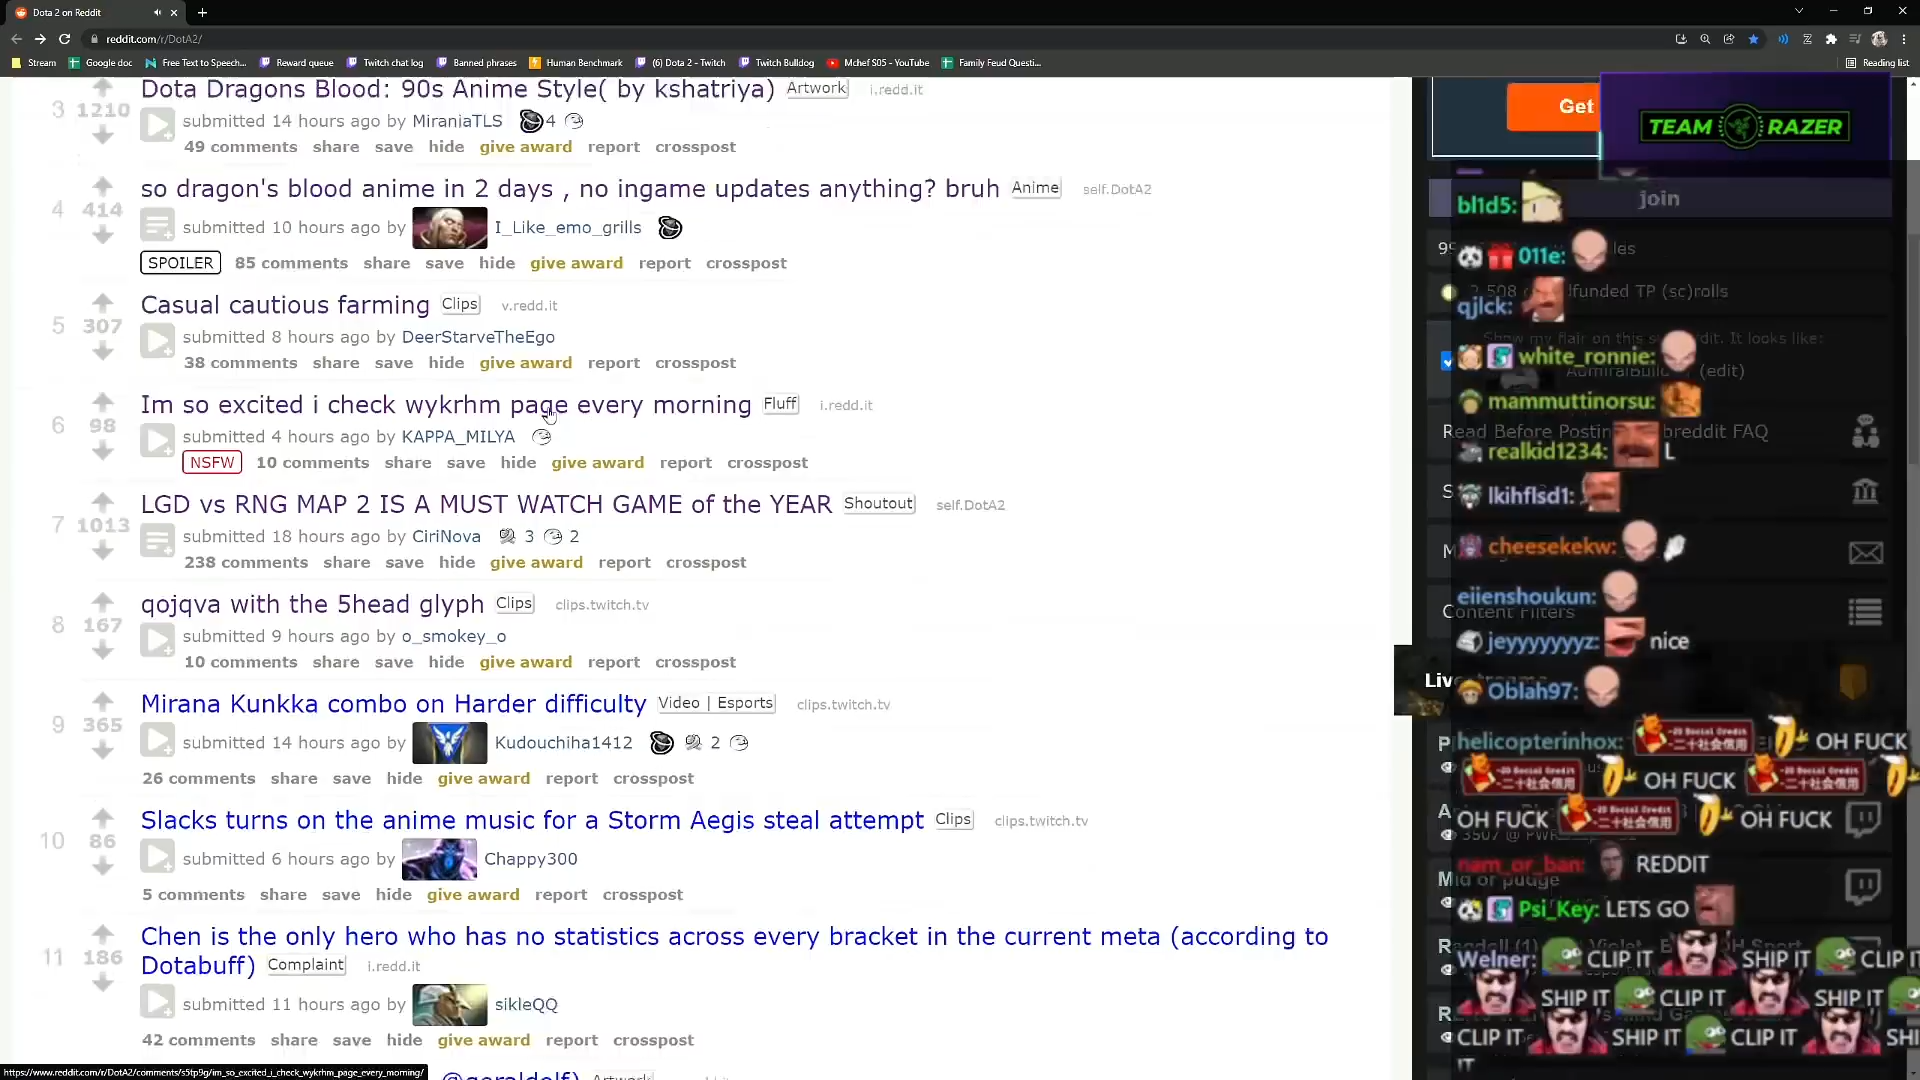 Dota 2 on Reddit
reddit.com/r/DotA2/
Stream Google doc Free Text to Speech... Reward queue Twitch chat log Banned phrases Human Benchmark (6) Dota 2 - Twitch Twitch Bulldog Mchef S05 - YouTube Family Feud Questi... Reading list
3 1210
Dota Dragons Blood: 90s Anime Style( by kshatriya) Artwork i.redd.it
submitted 14 hours ago by MiraniaTLS 4
49 comments share save hide give award report crosspost
4 414
so dragon's blood anime in 2 days , no ingame updates anything? bruh Anime self.DotA2
submitted 10 hours ago by I_Like_emo_grills
SPOILER 85 comments share save hide give award report crosspost
5 307
Casual cautious farming Clips v.redd.it
submitted 8 hours ago by DeerStarveTheEgo
38 comments share save hide give award report crosspost
6 98
Im so excited i check wykrhm page every morning Fluff i.redd.it
submitted 4 hours ago by KAPPA_MILYA
NSFW 10 comments share save hide give award report crosspost
7 1013
LGD vs RNG MAP 2 IS A MUST WATCH GAME of the YEAR Shoutout self.DotA2
submitted 18 hours ago by CiriNova 3 2
238 comments share save hide give award report crosspost
8 167
qojqva with the 5head glyph Clips clips.twitch.tv
submitted 9 hours ago by o_smokey_o
10 comments share save hide give award report crosspost
9 365
Mirana Kunkka combo on Harder difficulty Video | Esports clips.twitch.tv
submitted 14 hours ago by Kudouchiha1412 2
26 comments share save hide give award report crosspost
10 86
Slacks turns on the anime music for a Storm Aegis steal attempt Clips clips.twitch.tv
submitted 6 hours ago by Chappy300
5 comments share save hide give award report crosspost
11 186
Chen is the only hero who has no statistics across every bracket in the current meta (according to
Dotabuff) Complaint i.redd.it
submitted 11 hours ago by sikleQQ
42 comments share save hide give award report crosspost
https://www.reddit.com/r/DotA2/comments/s5tp9g/im_so_excited_i_check_wykrhm_page_every_morning/
Get
TEAM RAZER
join
bl1d5:
011e:
qjlck:
white_ronnie:
(edit)
mammuttinorsu:
Read Before Postin
breddit FAQ
realkid1234: L
lkihflsd1:
cheesekekw:
eiienshoukun:
Content Filters
jeyyyyyyyz: nice
Liv
Oblah97:
helicopterinhox: OH FUCK
OH FUCK
OH FUCK OH FUCK
nam_or_ban: REDDIT
Mid or pudge
Psi_Key: LETS GO
Welner: CLIP IT SHIP IT CLIP IT
SHIP IT CLIP IT SHIP IT
CLIP IT SHIP IT CLIP IT SHI
IT